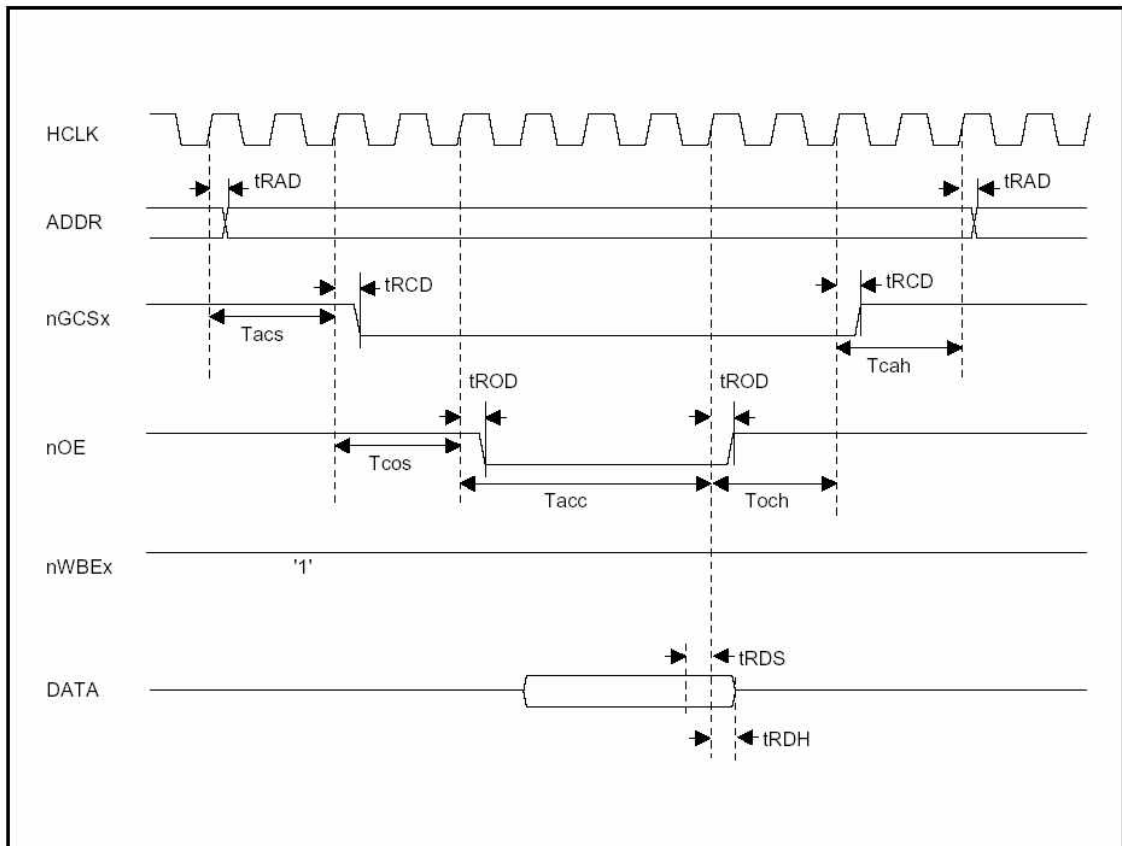 HCLK
tRAD
tRAD
ADDR
tRCD
tRCD
nGCSx
Tacs
Tcah
tROD
tROD
nOE
Tcos
Tacc
Toch
nWBEx
'1'
tRDS
DATA
tRDH